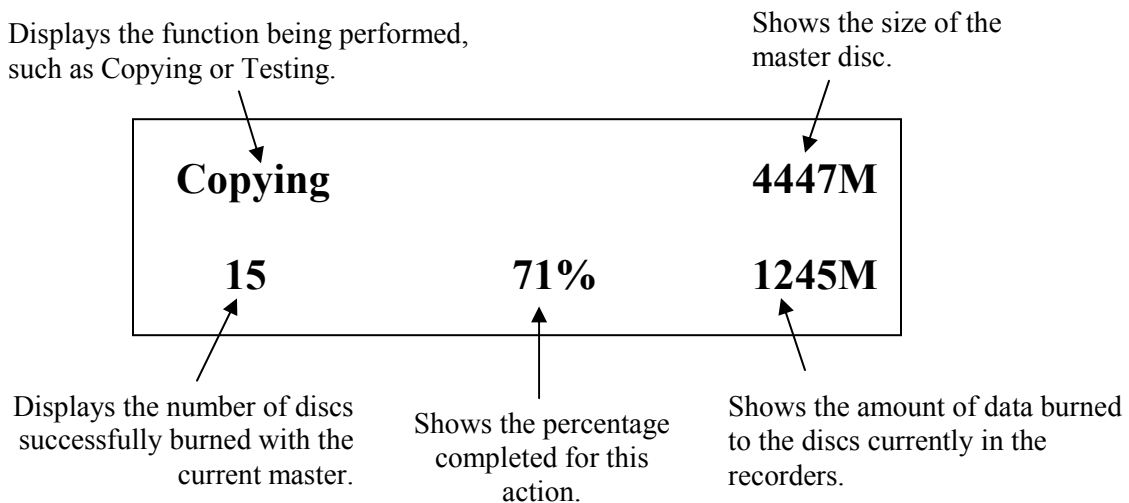 Displays the function being performed,
such as Copying or Testing.
Shows the size of the
master disc.
Copying
4447M
15
71%
1245M
Displays the number of discs
successfully burned with the
current master.
Shows the percentage
completed for this
action.
Shows the amount of data burned
to the discs currently in the
recorders.